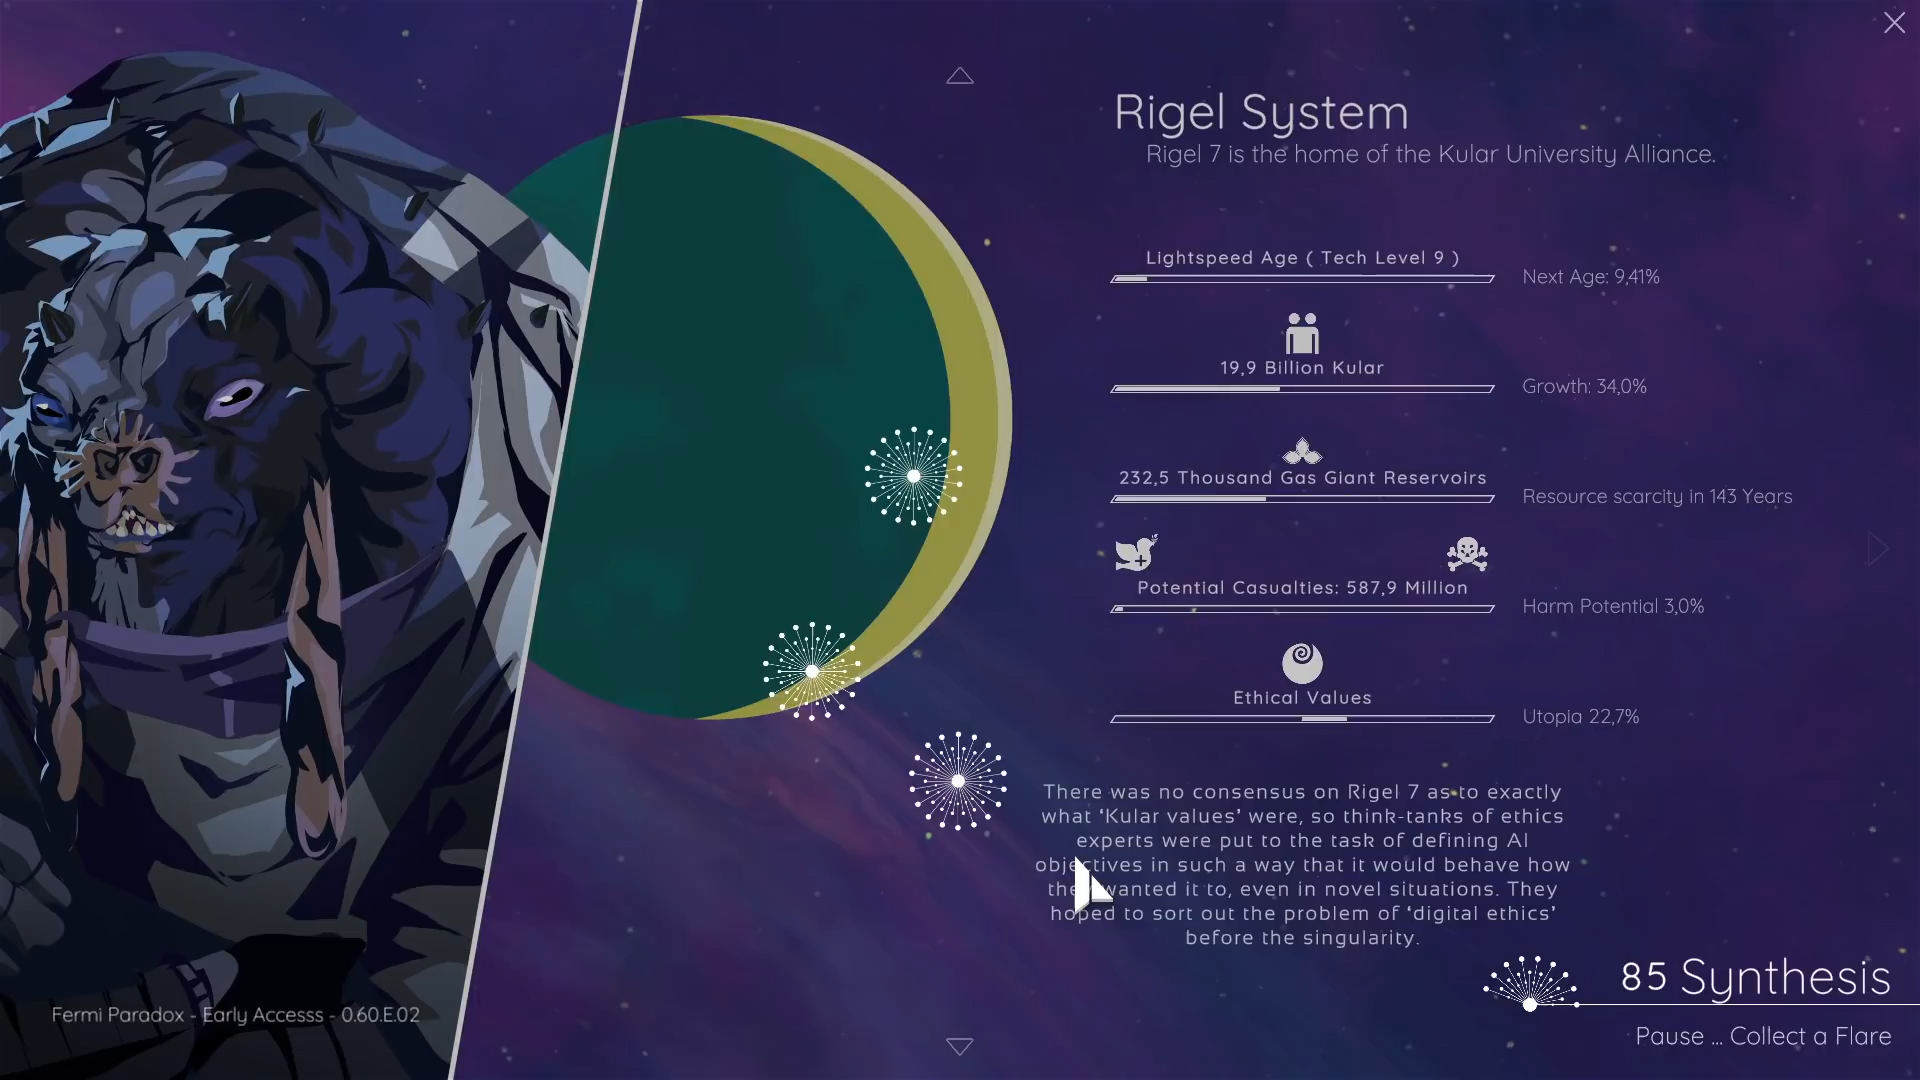 Rigel System
Rigel 7 is the home of the Kular University Alliance.
Lightspeed Age ( Tech Level 9 )
Next Age: 9,41%
19,9 Billion Kular
Growth: 34,0%
232,5 Thousand Gas Giant Reservoirs
Resource scarcity in 143 Years
Potential Casualties: 587,9 Million
Harm Potential 3,0%
Ethical Values
Utopia 22,7%
There was no consensus on Rigel 7 as to exactly
what ‘Kular values’ were, so think-tanks of ethics
experts were put to the task of defining AI
objectives in such a way that it would behave how
they wanted it to, even in novel situations. They
hoped to sort out the problem of ‘digital ethics’
before the singularity.
85 Synthesis
Pause ... Collect a Flare
Fermi Paradox - Early Accesss - 0.60.E.02